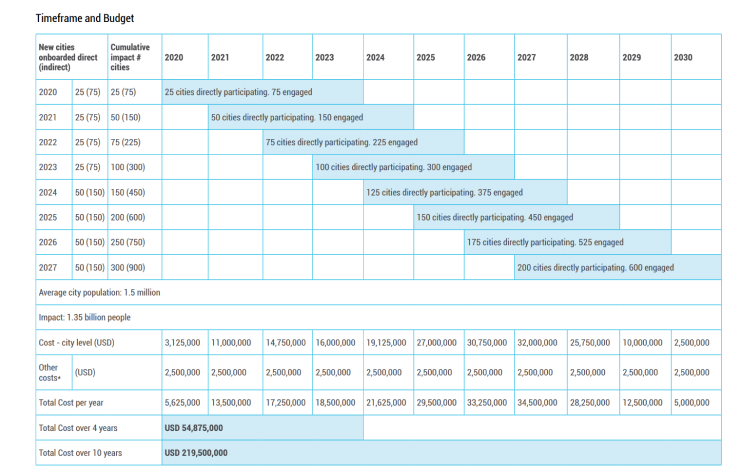 Timeframe and Budget
New cities onboarded direct (indirect) Cumulative impact # cities 2020 2021 2022 2023 2024 2025 2026 2027 2028 2029 2030
2020 25 (75) 25 (75) 25 cities directly participating. 75 engaged
2021 25 (75) 50 (150) 50 cities directly participating. 150 engaged
2022 25 (75) 75 (225) 75 cities directly participating. 225 engaged
2023 25 (75) 100 (300) 100 cities directly participating. 300 engaged
2024 50 (150) 150 (450) 125 cities directly participating. 375 engaged
2025 50 (150) 200 (600) 150 cities directly participating. 450 engaged
2026 50 (150) 250 (750) 175 cities directly participating. 525 engaged
2027 50 (150) 300 (900) 200 cities directly participating. 600 engaged
Average city population: 1.5 million
Impact: 1.35 billion people
Cost - city level (USD) 3,125,000 11,000,000 14,750,000 16,000,000 19,125,000 27,000,000 30,750,000 32,000,000 25,750,000 10,000,000 2,500,000
Other costs* (USD) 2,500,000 2,500,000 2,500,000 2,500,000 2,500,000 2,500,000 2,500,000 2,500,000 2,500,000 2,500,000 2,500,000
Total Cost per year 5,625,000 13,500,000 17,250,000 18,500,000 21,625,000 29,500,000 33,250,000 34,500,000 28,250,000 12,500,000 5,000,000
Total Cost over 4 years USD 54,875,000
Total Cost over 10 years USD 219,500,000